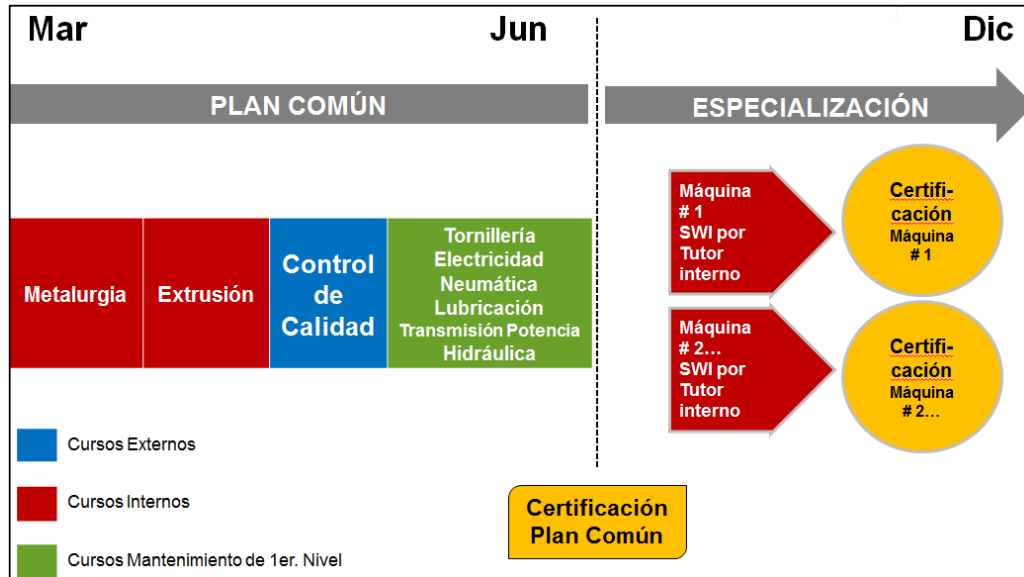 Mar
Jun
Dic
PLAN COMÚN
ESPECIALIZACIÓN
Metalurgia
Extrusión
Control
de
Calidad
Tornillería
Electricidad
Neumática
Lubricación
Transmisión Potencia
Hidráulica
Máquina
# 1
SWI por
Tutor
interno
Certifi-
cación
Máquina
# 1
Máquina
# 2…
SWI por
Tutor
interno
Certifi-
cación
Máquina
# 2…
Cursos Externos
Cursos Internos
Cursos Mantenimiento de 1er. Nivel
Certificación
Plan Común